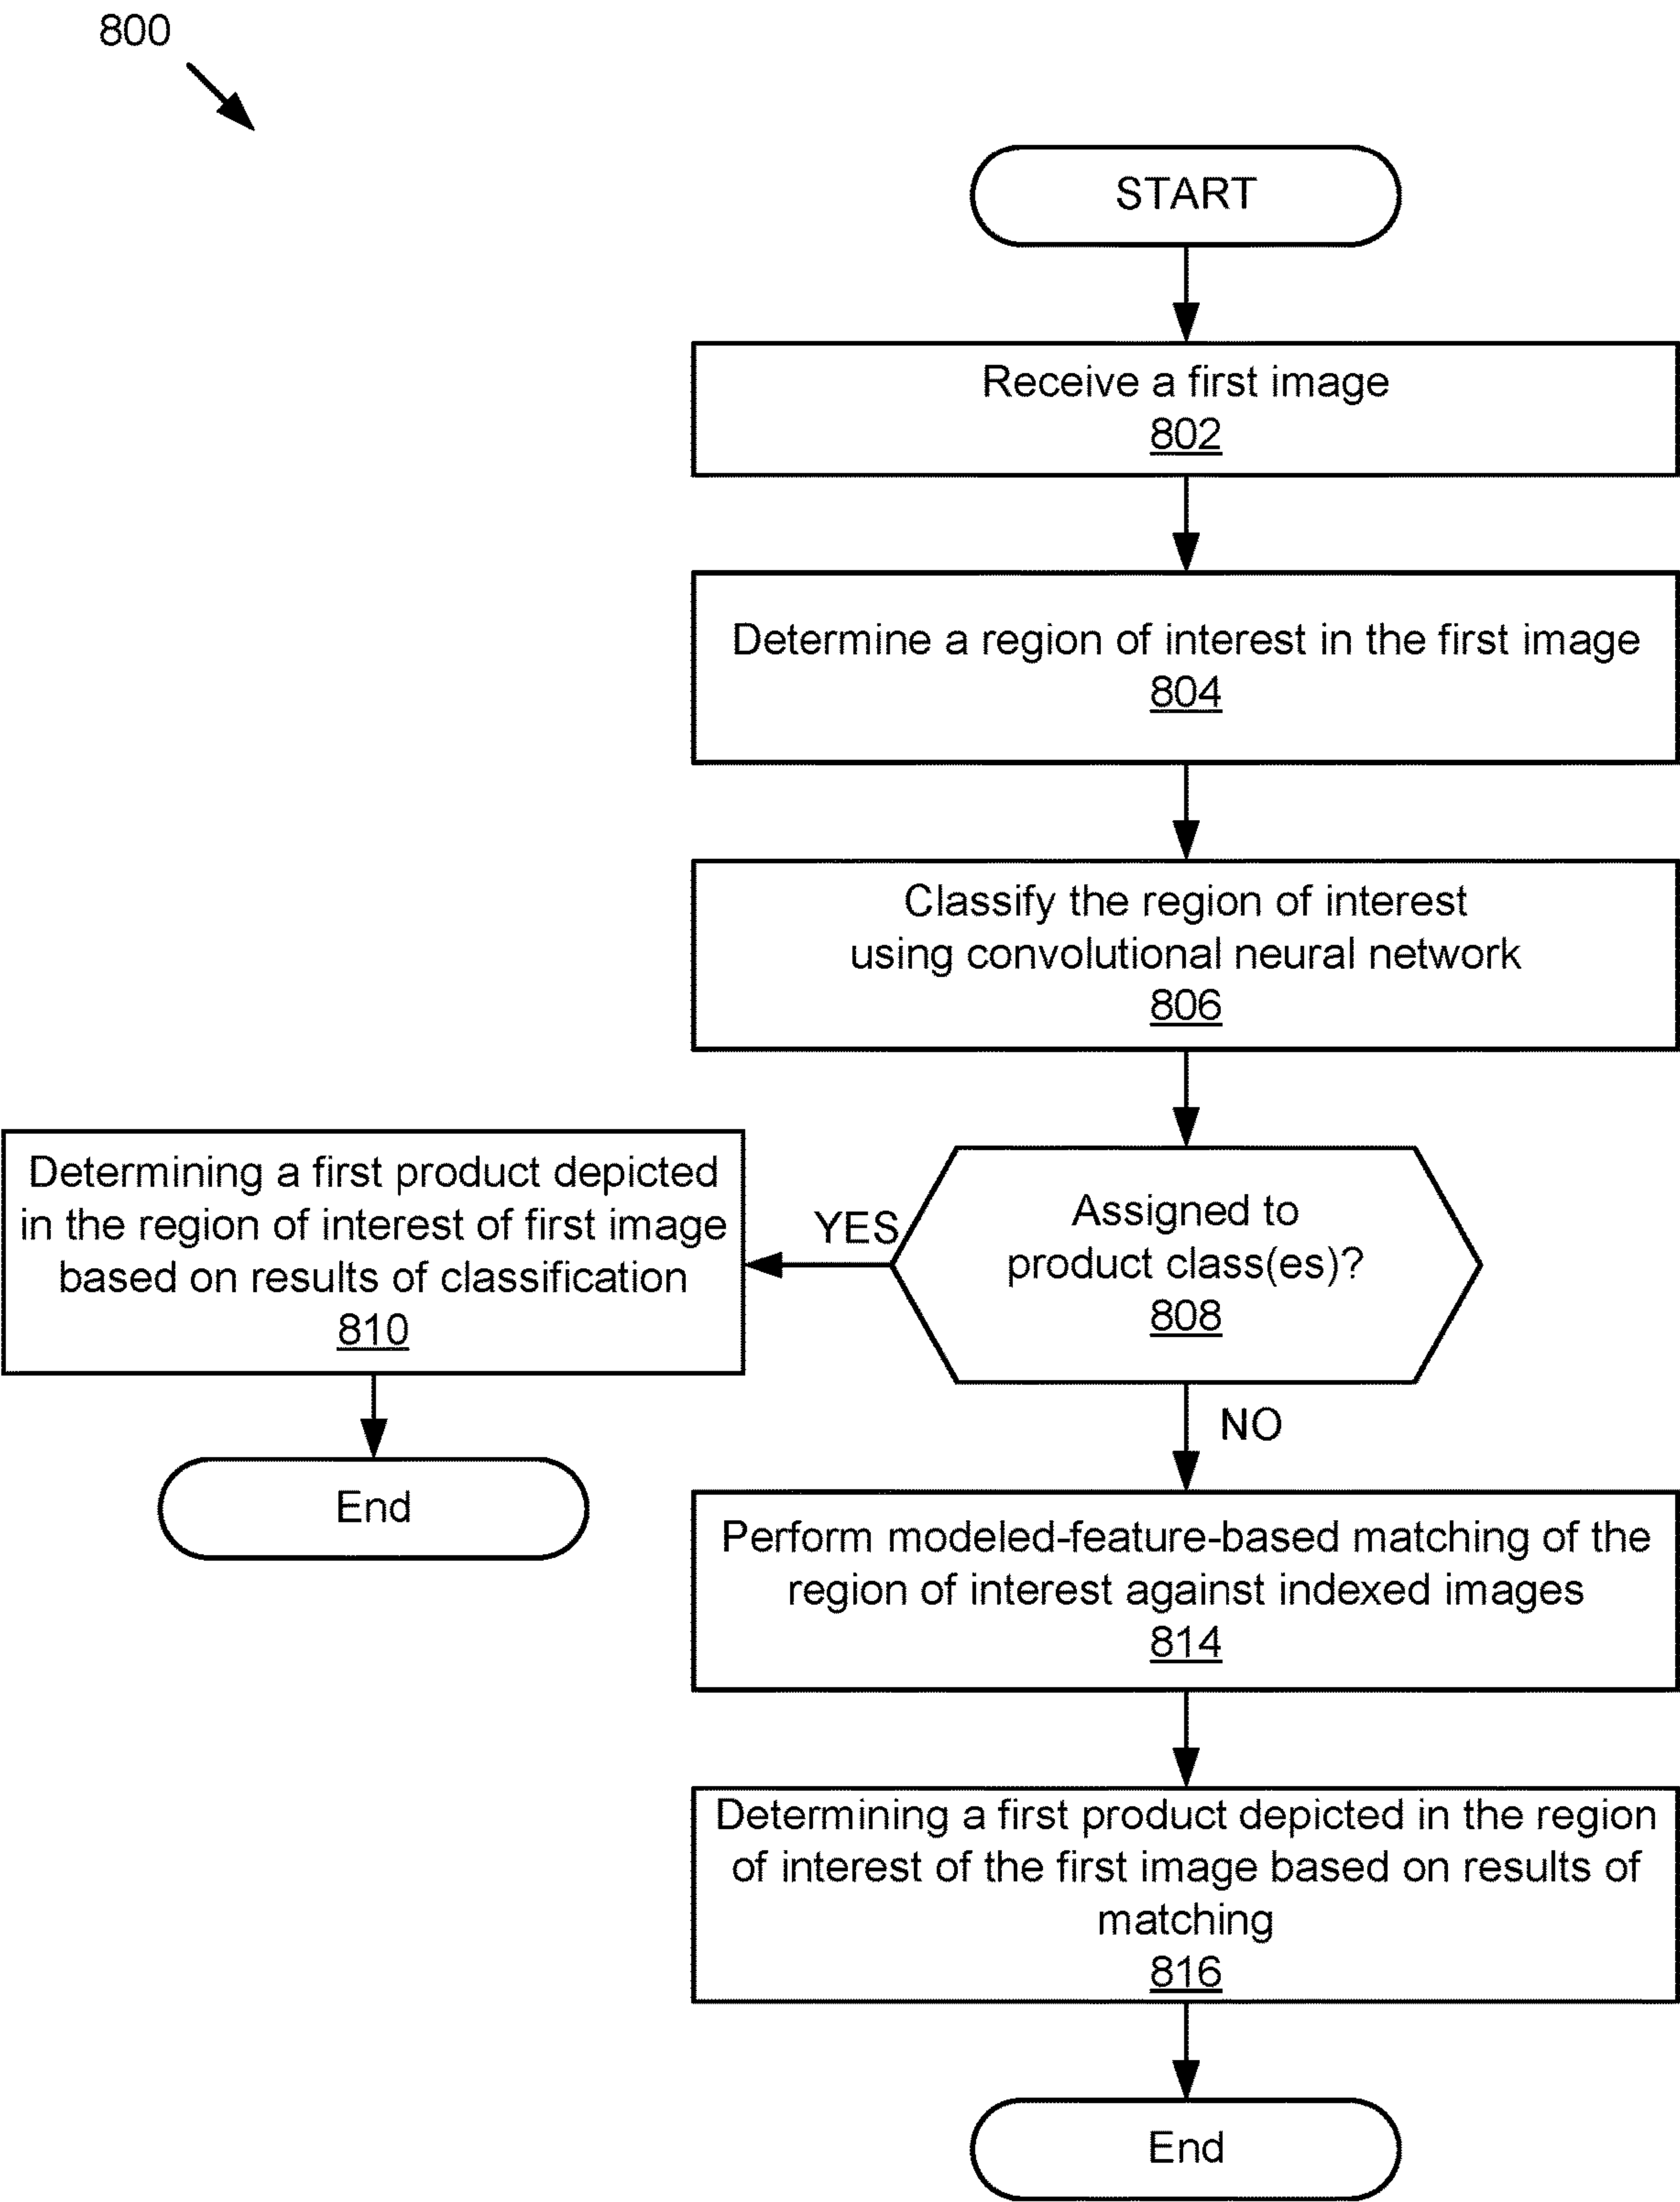 800
START
Receive a first image
802
Determine a region of interest in the first image
804
Classify the region of interest
using convolutional neural network
806
Assigned to
product class(es)?
808
YES
Determining a first product depicted
in the region of interest of first image
based on results of classification
810
End
NO
Perform modeled-feature-based matching of the
region of interest against indexed images
814
Determining a first product depicted in the region
of interest of the first image based on results of
matching
816
End